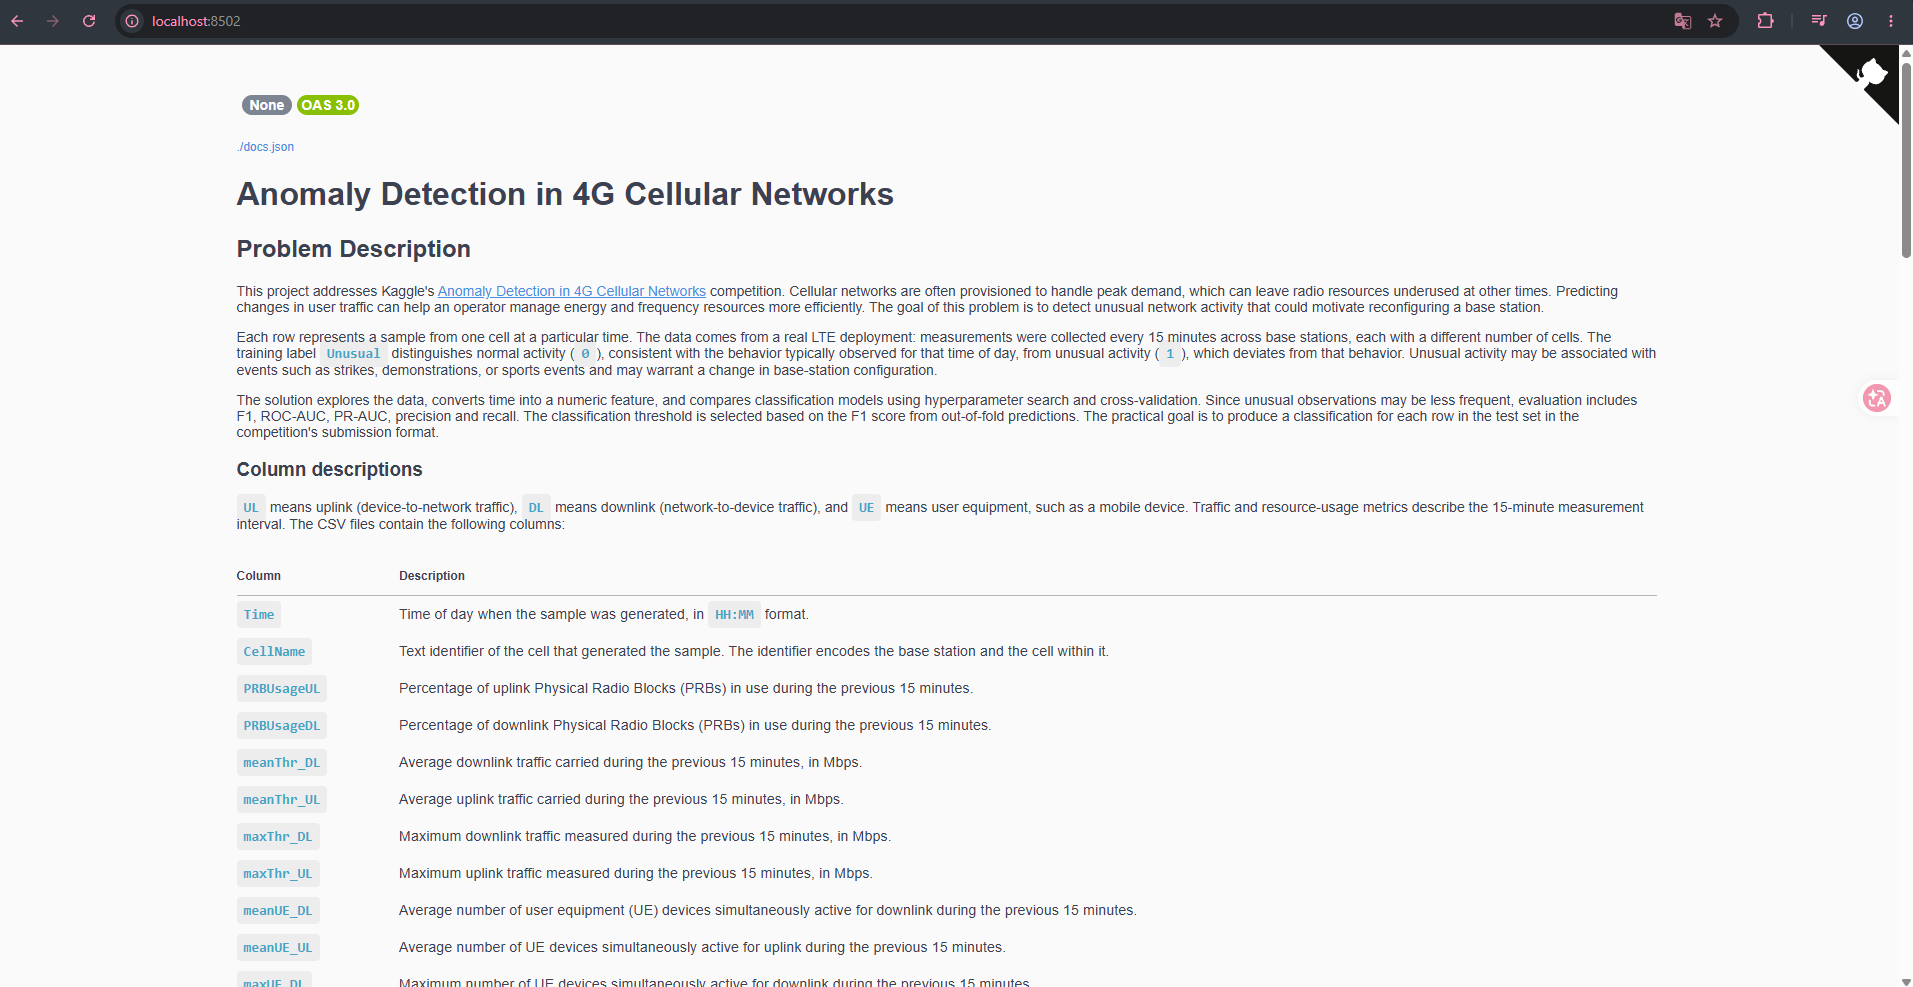 localhost:8502
None OAS 3.0
./docs.json
Anomaly Detection in 4G Cellular Networks
Problem Description
This project addresses Kaggle's Anomaly Detection in 4G Cellular Networks competition. Cellular networks are often provisioned to handle peak demand, which can leave radio resources underused at other times. Predicting
changes in user traffic can help an operator manage energy and frequency resources more efficiently. The goal of this problem is to detect unusual network activity that could motivate reconfiguring a base station.
Each row represents a sample from one cell at a particular time. The data comes from a real LTE deployment: measurements were collected every 15 minutes across base stations, each with a different number of cells. The
training label Unusual distinguishes normal activity ( 0 ), consistent with the behavior typically observed for that time of day, from unusual activity ( 1 ), which deviates from that behavior. Unusual activity may be associated with
events such as strikes, demonstrations, or sports events and may warrant a change in base-station configuration.
The solution explores the data, converts time into a numeric feature, and compares classification models using hyperparameter search and cross-validation. Since unusual observations may be less frequent, evaluation includes
F1, ROC-AUC, PR-AUC, precision and recall. The classification threshold is selected based on the F1 score from out-of-fold predictions. The practical goal is to produce a classification for each row in the test set in the
competition's submission format.
Column descriptions
UL means uplink (device-to-network traffic), DL means downlink (network-to-device traffic), and UE means user equipment, such as a mobile device. Traffic and resource-usage metrics describe the 15-minute measurement
interval. The CSV files contain the following columns:
Column Description
Time Time of day when the sample was generated, in HH:MM format.
CellName Text identifier of the cell that generated the sample. The identifier encodes the base station and the cell within it.
PRBUsageUL Percentage of uplink Physical Radio Blocks (PRBs) in use during the previous 15 minutes.
PRBUsageDL Percentage of downlink Physical Radio Blocks (PRBs) in use during the previous 15 minutes.
meanThr_DL Average downlink traffic carried during the previous 15 minutes, in Mbps.
meanThr_UL Average uplink traffic carried during the previous 15 minutes, in Mbps.
maxThr_DL Maximum downlink traffic measured during the previous 15 minutes, in Mbps.
maxThr_UL Maximum uplink traffic measured during the previous 15 minutes, in Mbps.
meanUE_DL Average number of user equipment (UE) devices simultaneously active for downlink during the previous 15 minutes.
meanUE_UL Average number of UE devices simultaneously active for uplink during the previous 15 minutes.
maxUE_DL Maximum number of UE devices simultaneously active for downlink during the previous 15 minutes.